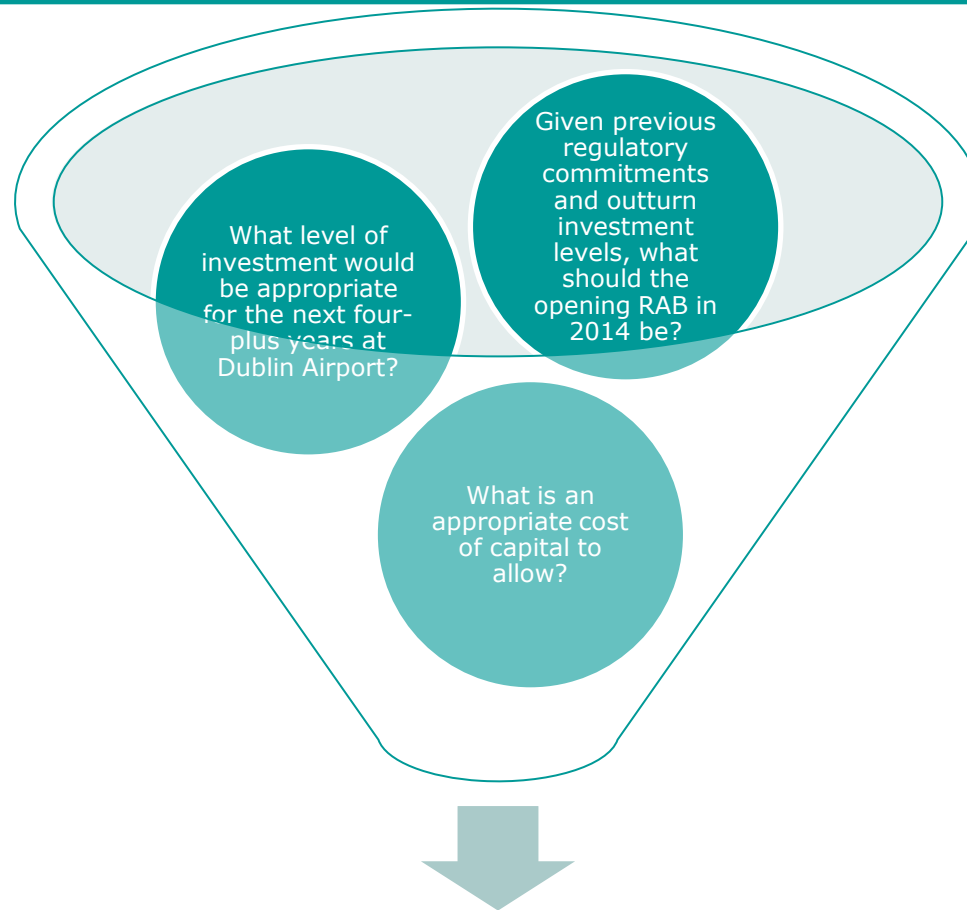 Given previous
regulatory
commitments
and outturn
investment
levels, what
should the
opening RAB in
2014 be?
What level of
investment would
be appropriate
for the next four-
plus years at
Dublin Airport?
What is an
appropriate cost
of capital to
allow?